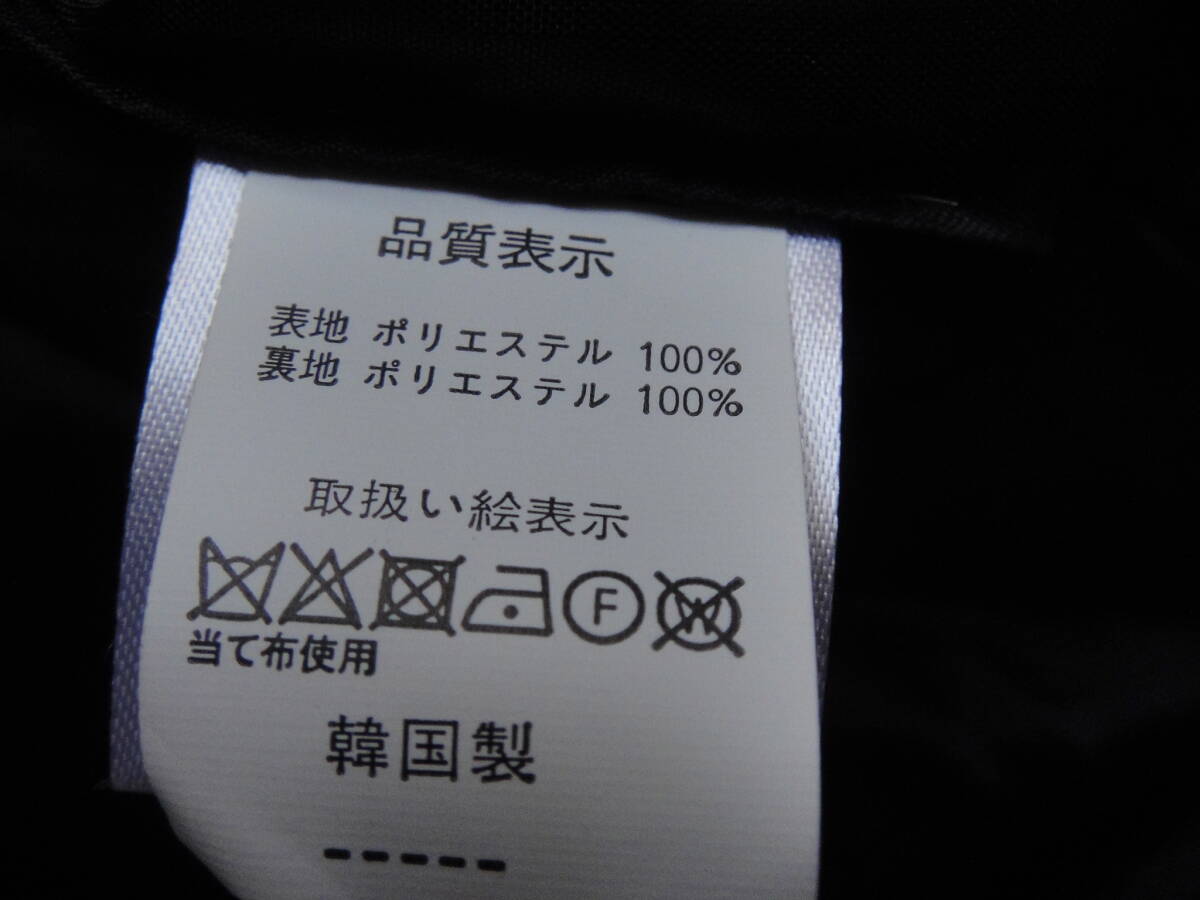 品質表示
表地 ポリエステル 100%
裏地 ポリエステル 100%
取扱い絵表示
F W
当て布使用
韓国製
-----